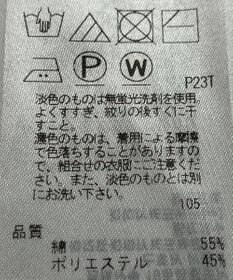 P W
P23T
淡色のものは無蛍光洗剤を使用
よくすすぎ、絞りの後すぐに干
すこと。
濃色のものは、着用による摩擦
で色落ちすることがありますの
で、組合せの衣服にご注意くださ
い。また、淡色のものとは別
にお洗い下さい。
105
品質
綿 55%
ポリエステル 45%